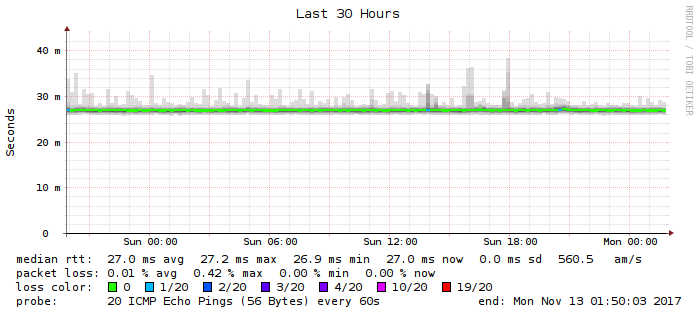 Last 30 Hours
RRDTOOL / TOBI OETIKER
Seconds
40 m
30 m
20 m
10 m
0
Sun 00:00 Sun 06:00 Sun 12:00 Sun 18:00 Mon 00:00
median rtt: 27.0 ms avg 27.2 ms max 26.9 ms min 27.0 ms now 0.0 ms sd 560.5 am/s
packet loss: 0.01 % avg 0.42 % max 0.00 % min 0.00 % now
loss color: 0 1/20 2/20 3/20 4/20 10/20 19/20
probe: 20 ICMP Echo Pings (56 Bytes) every 60s end: Mon Nov 13 01:50:03 2017